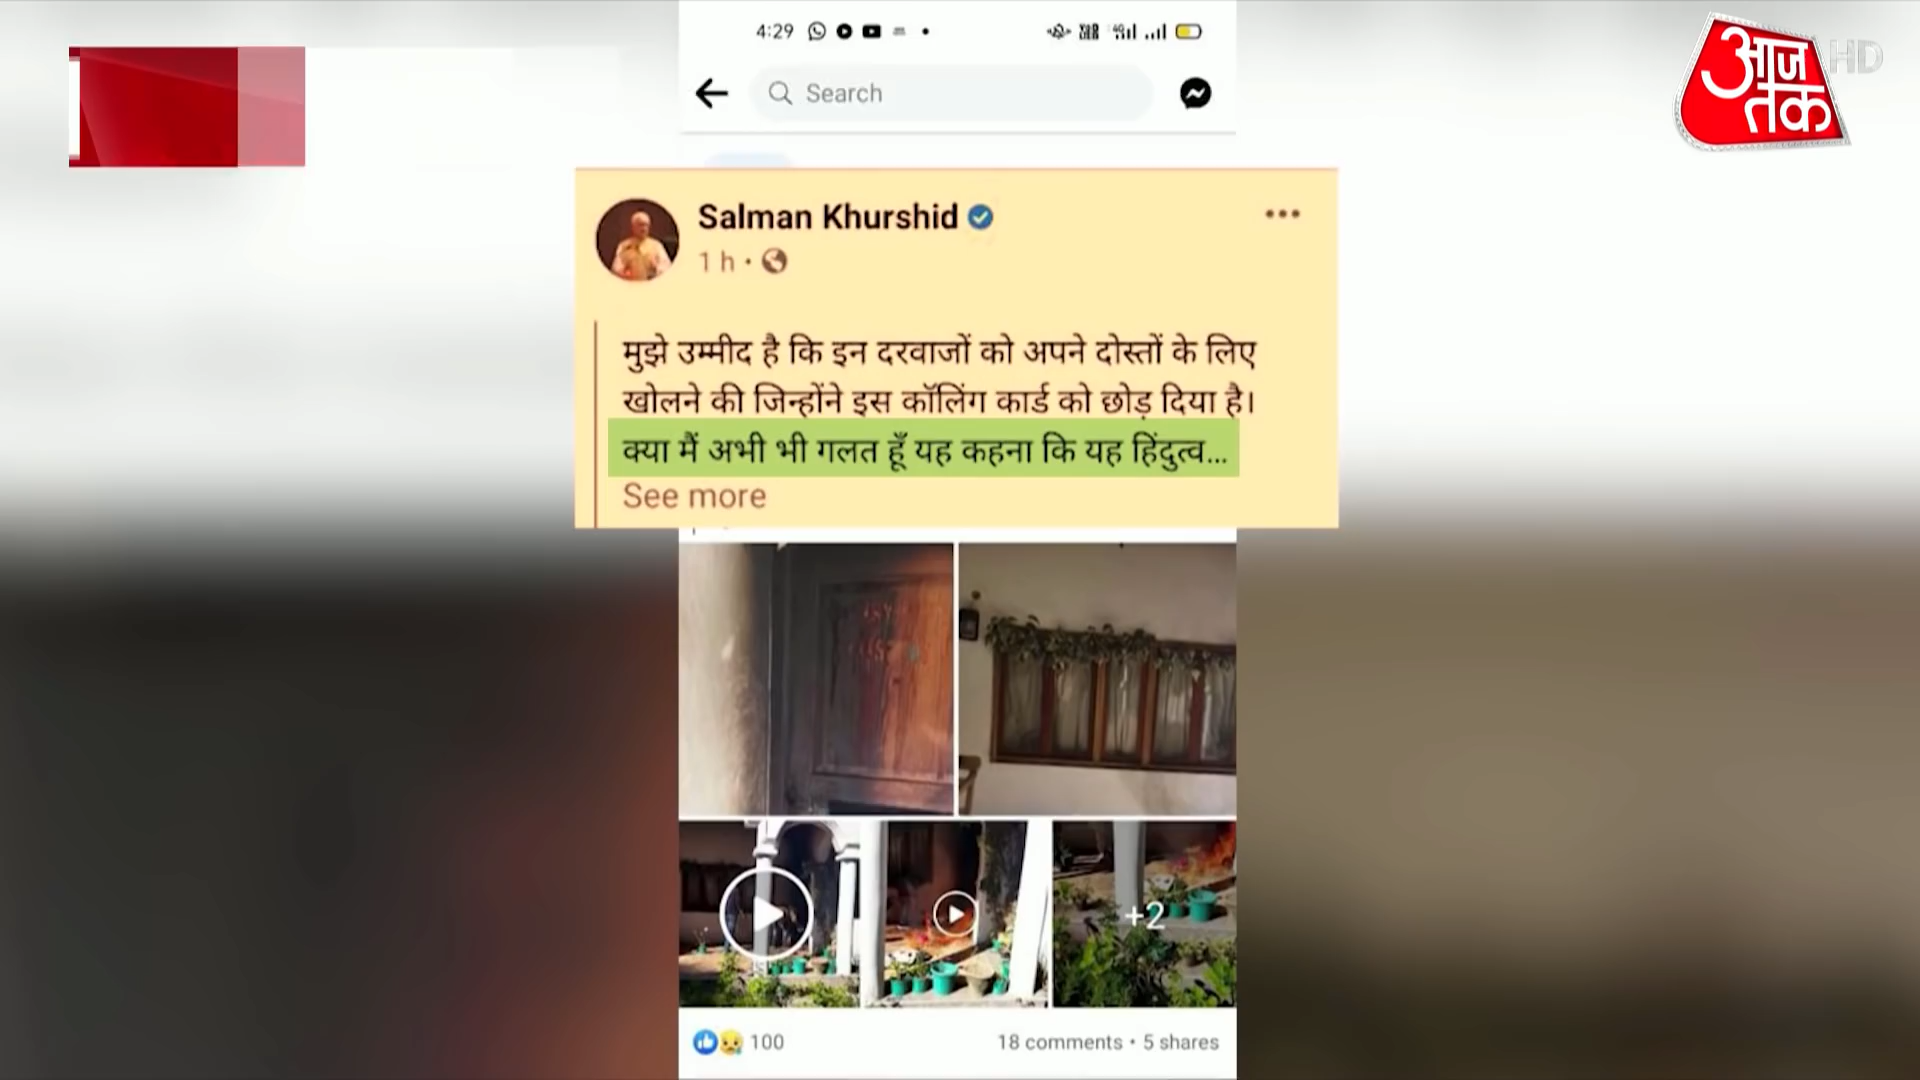 4:29
Search
आज
तक
HD
Salman Khurshid
1 h
मुझे उम्मीद है कि इन दरवाजों को अपने दोस्तों के लिए
खोलने की जिन्होंने इस कॉलिंग कार्ड को छोड़ दिया है।
क्या मैं अभी भी गलत हूँ यह कहना कि यह हिंदुत्व...
See more
+2
100
18 comments • 5 shares